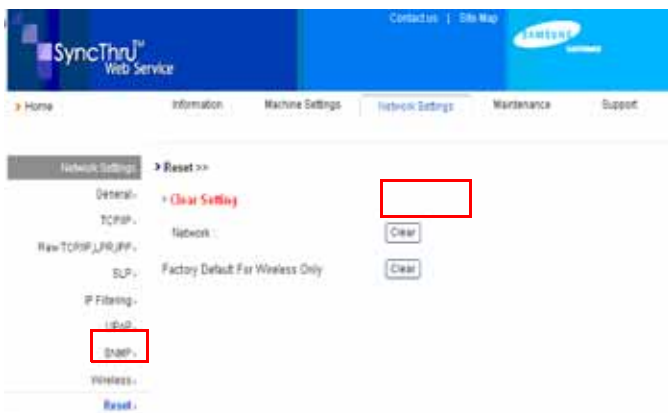 Contact us | Site Map
SAMSUNG
SyncThru™
Web Service
Home
Information
Machine Settings
Network Settings
Maintenance
Support
Network Settings
General
TCP/IP
Raw TCP/IP,LPR,IPP
SLP
IP Filtering
UPnP
SNMP
Wireless
Reset
Reset >>
Clear Setting
Network :
Clear
Factory Default For Wireless Only
Clear